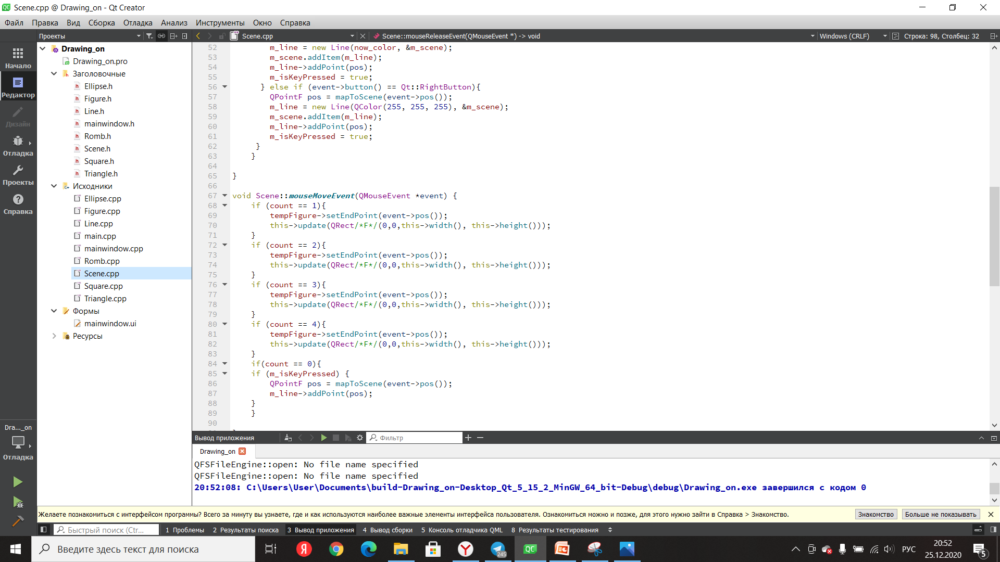 Scene.cpp @ Drawing_on - Qt Creator
Файл Правка Вид Сборка Отладка Анализ Инструменты Окно Справка
Проекты
Scene.cpp
Scene::mouseReleaseEvent(QMouseEvent *) -> void
Windows (CRLF)
Строка: 98, Столбец: 32
Начало
Редактор
Дизайн
Отладка
Проекты
Справка
Dra..._on
Отладка
Drawing_on
Drawing_on.pro
Заголовочные
Ellipse.h
Figure.h
Line.h
mainwindow.h
Romb.h
Scene.h
Square.h
Triangle.h
Исходники
Ellipse.cpp
Figure.cpp
Line.cpp
main.cpp
mainwindow.cpp
Romb.cpp
Scene.cpp
Square.cpp
Triangle.cpp
Формы
mainwindow.ui
Ресурсы
52 m_line = new Line(now_color, &m_scene);
53 m_scene.addItem(m_line);
54 m_line->addPoint(pos);
55 m_isKeyPressed = true;
56 } else if (event->button() == Qt::RightButton){
57 QPointF pos = mapToScene(event->pos());
58 m_line = new Line(QColor(255, 255, 255), &m_scene);
59 m_scene.addItem(m_line);
60 m_line->addPoint(pos);
61 m_isKeyPressed = true;
62 }
63 }
64
65 }
66
67 void Scene::mouseMoveEvent(QMouseEvent *event) {
68 if (count == 1){
69 tempFigure->setEndPoint(event->pos());
70 this->update(QRect/*F*/(0,0,this->width(), this->height()));
71 }
72 if (count == 2){
73 tempFigure->setEndPoint(event->pos());
74 this->update(QRect/*F*/(0,0,this->width(), this->height()));
75 }
76 if (count == 3){
77 tempFigure->setEndPoint(event->pos());
78 this->update(QRect/*F*/(0,0,this->width(), this->height()));
79 }
80 if (count == 4){
81 tempFigure->setEndPoint(event->pos());
82 this->update(QRect/*F*/(0,0,this->width(), this->height()));
83 }
84 if(count == 0){
85 if (m_isKeyPressed) {
86 QPointF pos = mapToScene(event->pos());
87 m_line->addPoint(pos);
88 }
89 }
90
Вывод приложения
Фильтр
Drawing_on
QFSFileEngine::open: No file name specified
QFSFileEngine::open: No file name specified
20:52:08: C:\Users\User\Documents\build-Drawing_on-Desktop_Qt_5_15_2_MinGW_64_bit-Debug\debug\Drawing_on.exe завершился с кодом 0
Желаете познакомиться с интерфейсом программы? Всего за минуту вы узнаете, где и как используются наиболее важные элементы интерфейса пользователя. Ознакомиться можно и позже, для этого нужно зайти в Справка > Знакомство.
Знакомство
Больше не показывать
Быстрый поиск (Ctr...
1 Проблемы
2 Результаты поиска
3 Вывод приложения
4 Вывод сборки
5 Консоль отладчика QML
8 Результаты тестирования
Введите здесь текст для поиска
245
QC
РУС
20:52
25.12.2020
5